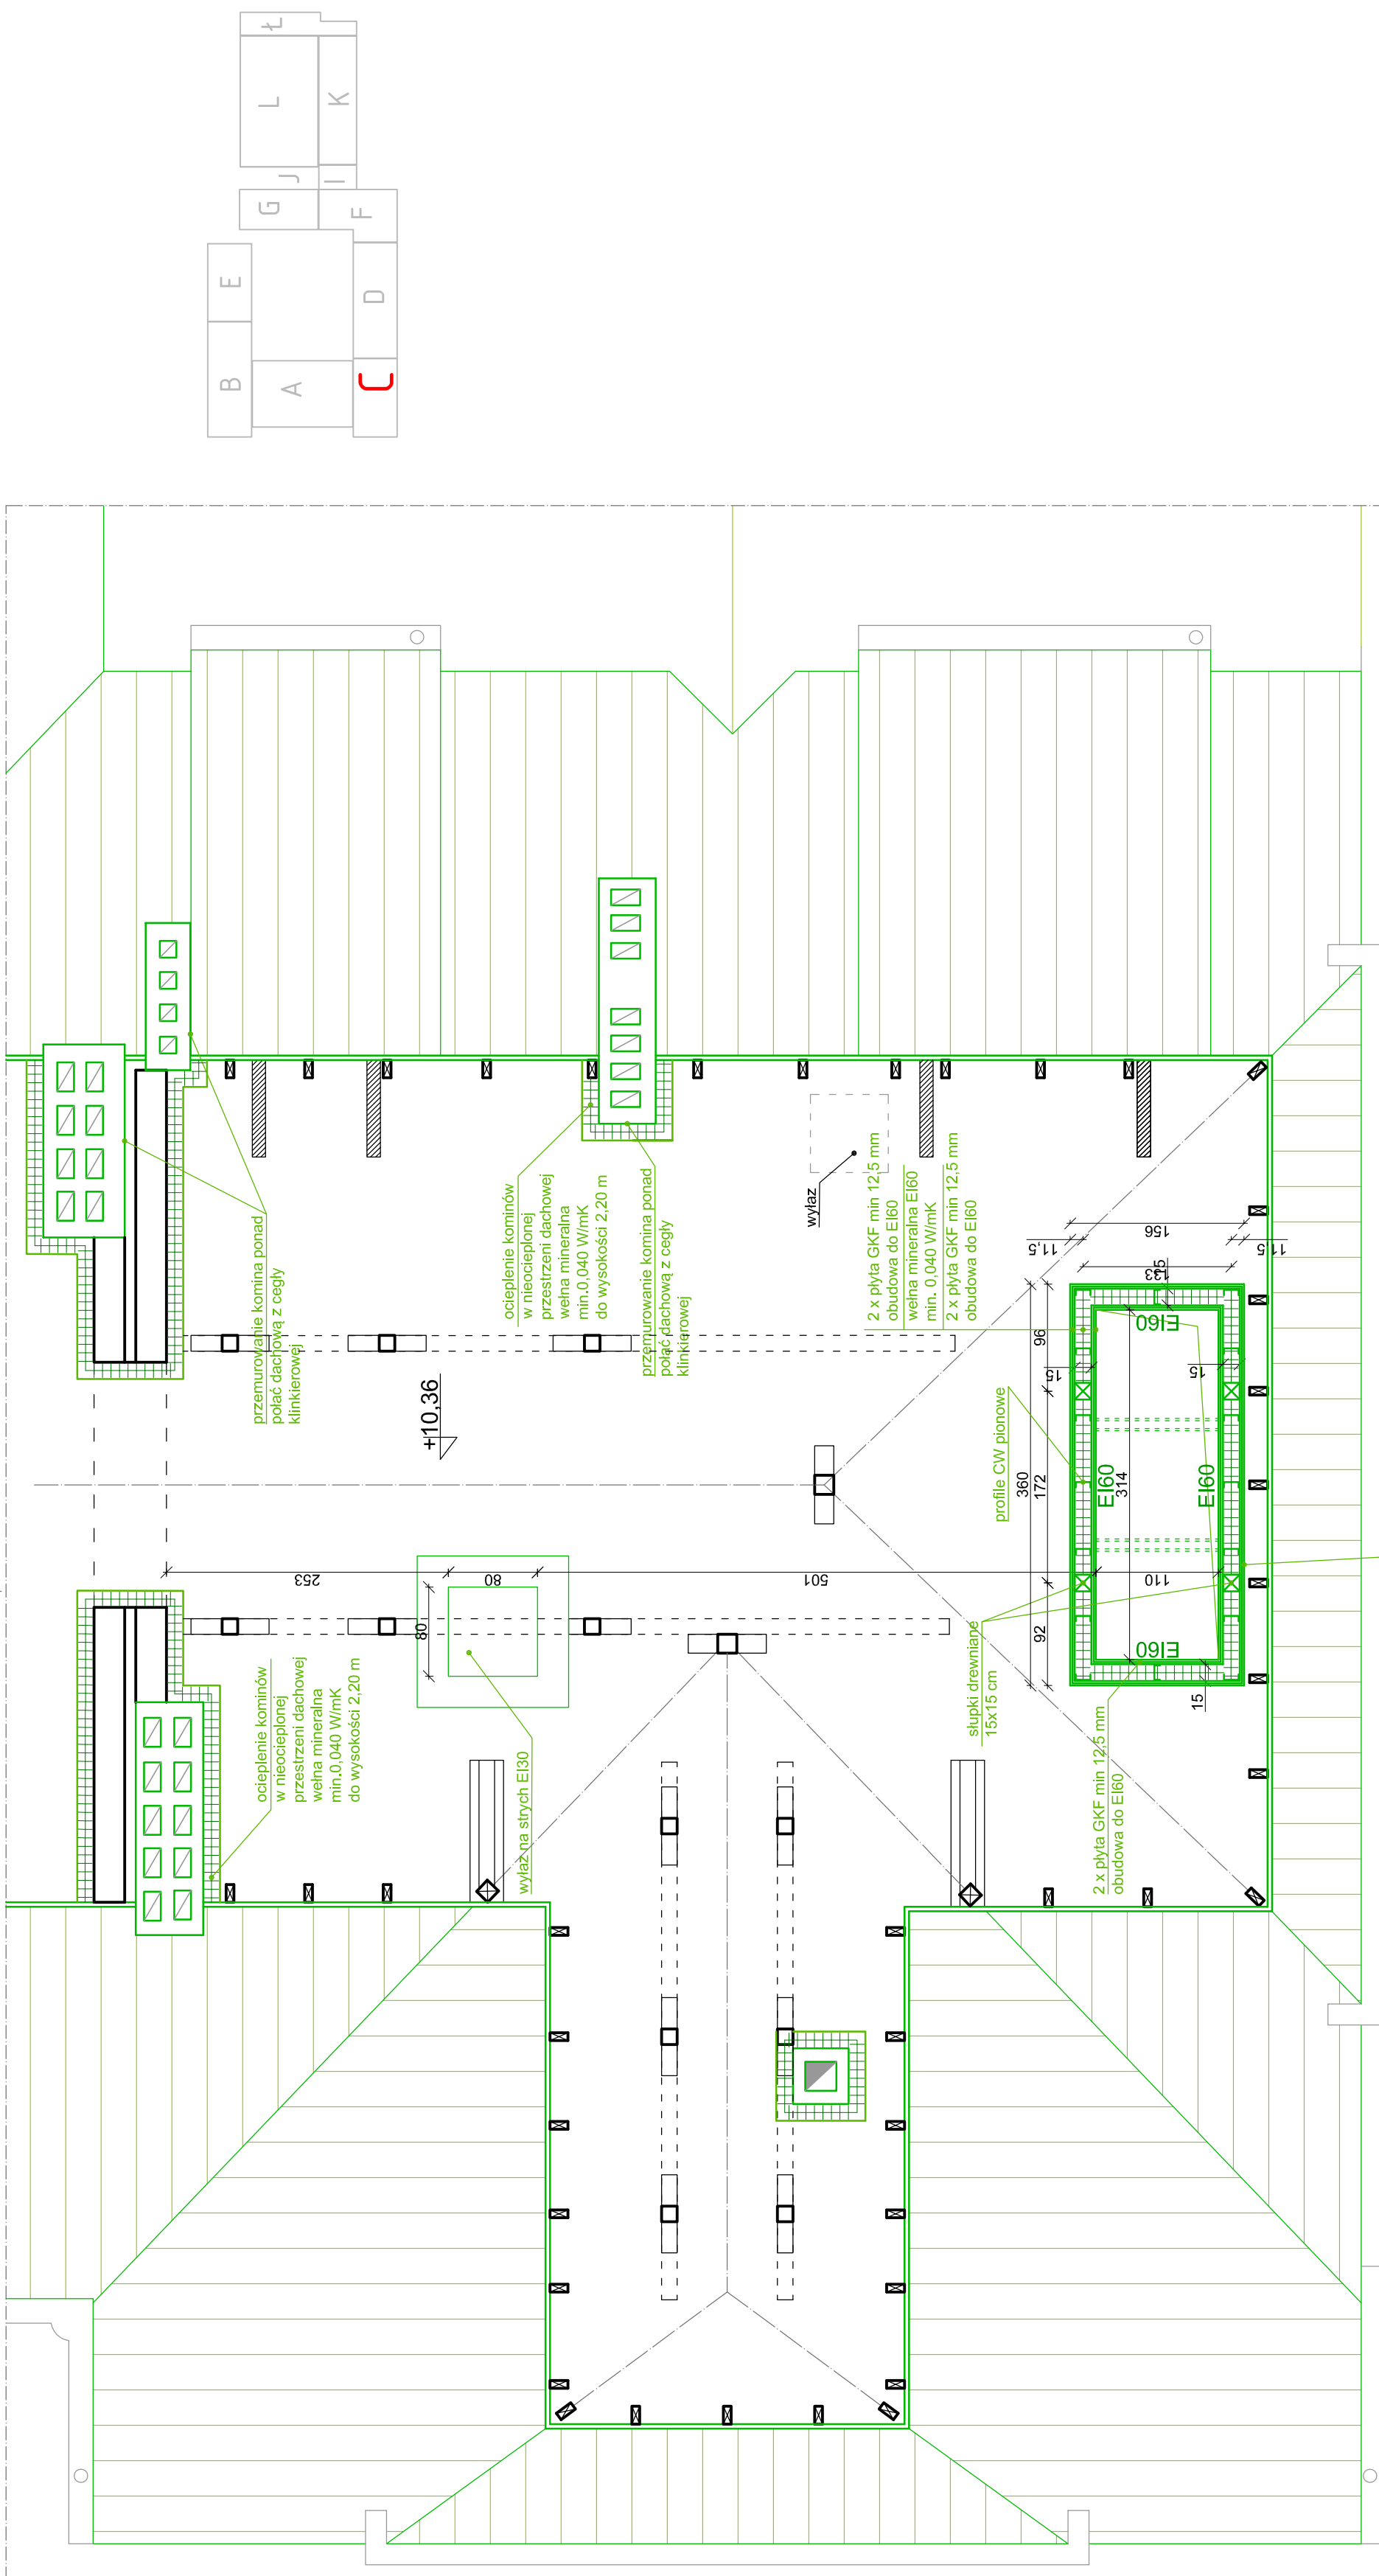 Ł
L
K
J
I
G
F
E
D
B
A
C
przemurowanie komina ponad
połać dachową z cegły
klinkierowej
ocieplenie kominów
w nieocieplonej
przestrzeni dachowej
wełna mineralna
min.0,040 W/mK
do wysokości 2,20 m
przemurowanie komina ponad
połać dachową z cegły
klinkierowej
wyłaz
2 x płyta GKF min 12,5 mm
obudowa do EI60
wełna mineralna EI60
min. 0,040 W/mK
2 x płyta GKF min 12,5 mm
obudowa do EI60
+10,36
profile CW pionowe
156
11,5
11,5
133
15
EI60
96
15
15
360
172
314
EI60
EI60
253
80
501
110
80
92
EI60
15
słupki drewniane
15x15 cm
ocieplenie kominów
w nieocieplonej
przestrzeni dachowej
wełna mineralna
min.0,040 W/mK
do wysokości 2,20 m
wyłaz na strych EI30
2 x płyta GKF min 12,5 mm
obudowa do EI60